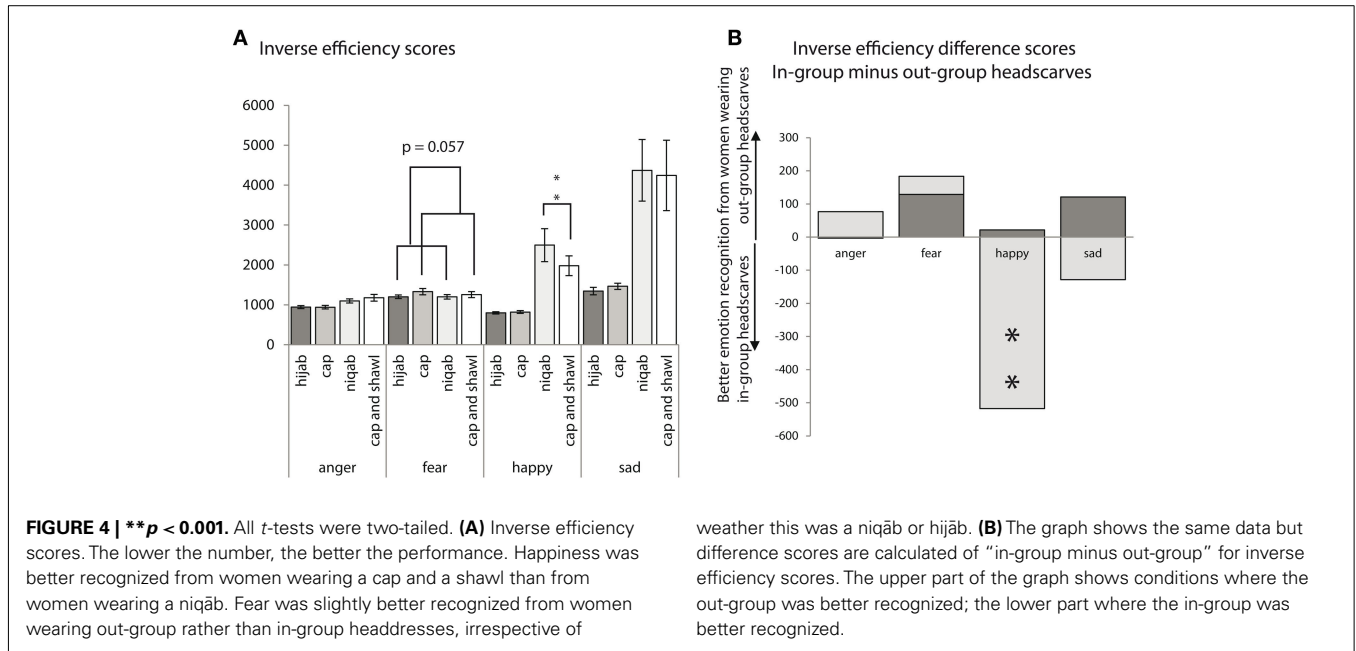 A Inverse efficiency scores
6000
5000
4000
3000
2000
1000
0
p = 0.057
*
*
hijab
cap
niqab
cap and shawl
hijab
cap
niqab
cap and shawl
hijab
cap
niqab
cap and shawl
hijab
cap
niqab
cap and shawl
anger
fear
happy
sad
B Inverse efficiency difference scores
In-group minus out-group headscarves
Better emotion recognition from women wearing
in-group headscarves out-group headscarves
300
200
100
0
-100
-200
-300
-400
-500
-600
anger
fear
happy
sad
*
*
FIGURE 4 | **p < 0.001. All t-tests were two-tailed. (A) Inverse efficiency
scores. The lower the number, the better the performance. Happiness was
better recognized from women wearing a cap and a shawl than from
women wearing a niqāb. Fear was slightly better recognized from women
wearing out-group rather than in-group headdresses, irrespective of
weather this was a niqāb or hijāb. (B) The graph shows the same data but
difference scores are calculated of “in-group minus out-group” for inverse
efficiency scores. The upper part of the graph shows conditions where the
out-group was better recognized; the lower part where the in-group was
better recognized.